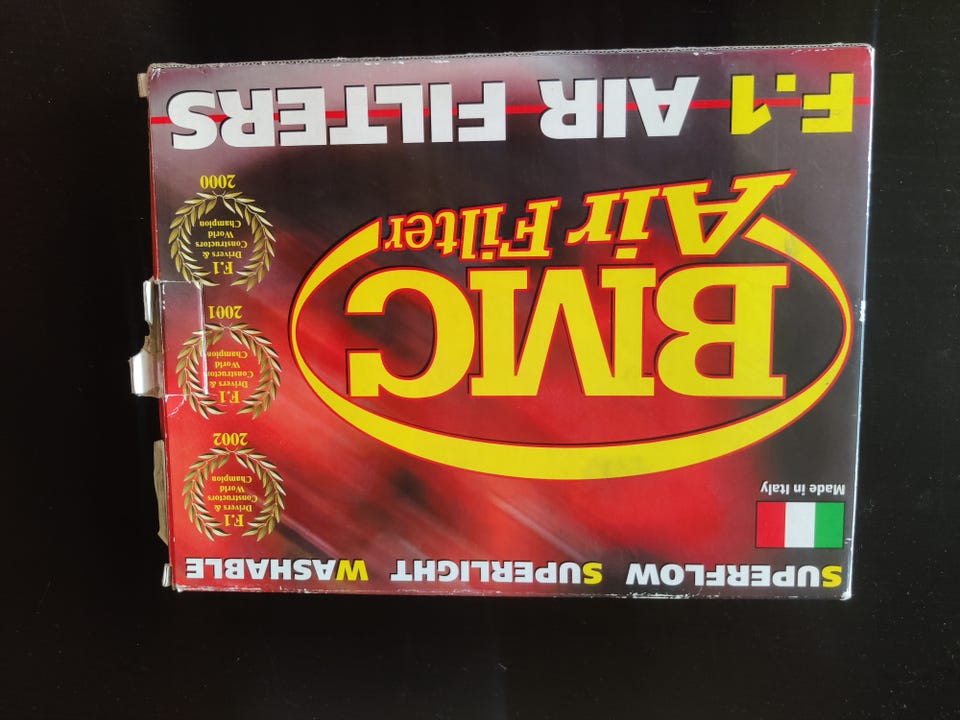 SUPERFLOW SUPERLIGHT WASHABLE
Made in Italy
F.1
Drivers &
Constructors
World
Champion
2002
BMC
Air Filter
F.1
Drivers &
Constructors
World
Champion
2001
F.1
Drivers &
Constructors
World
Champion
2000
F.1 AIR FILTERS